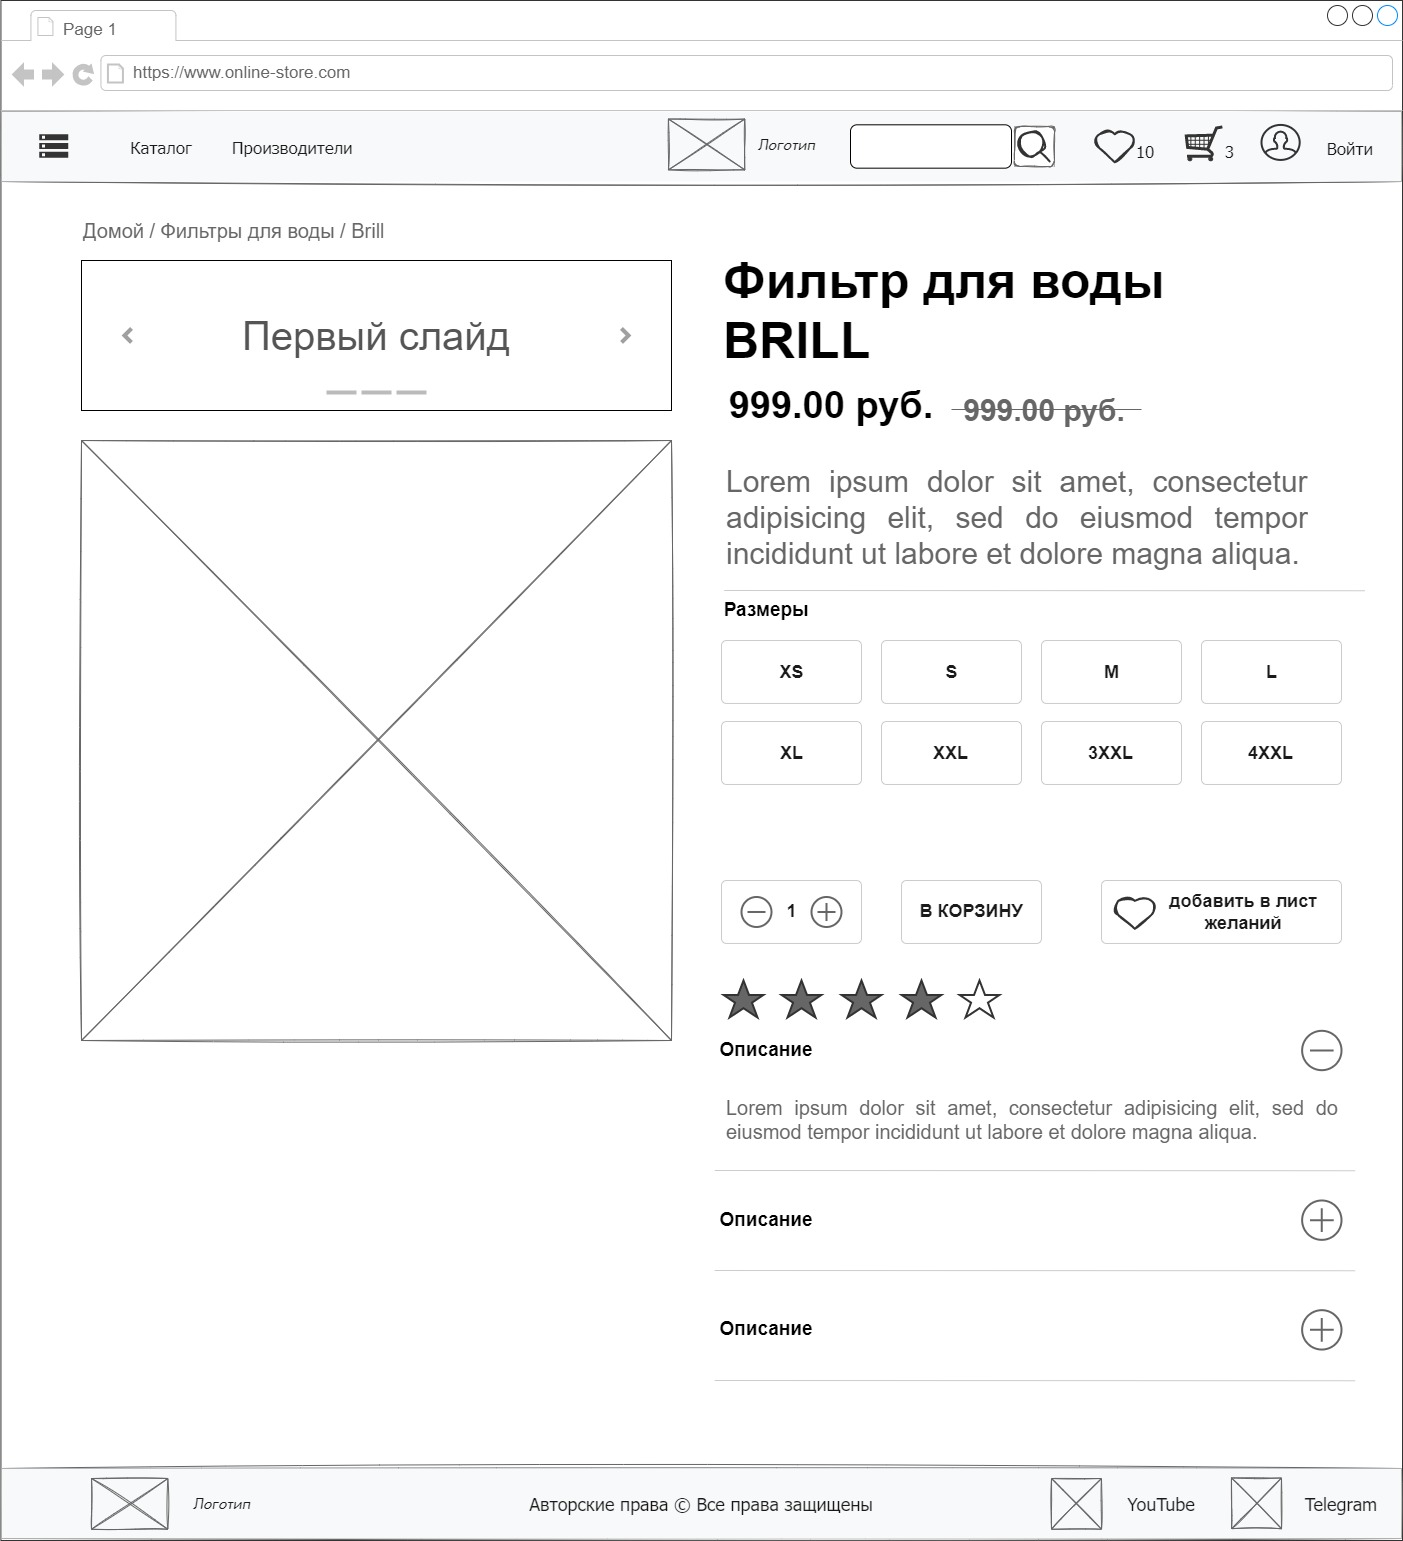 Page 1
https://www.online-store.com
Каталог
Производители
Логотип
10
3
Войти
Домой / Фильтры для воды / Brill
Первый слайд
Фильтр для воды
BRILL
999.00 руб.
999.00 руб.
Lorem ipsum dolor sit amet, consectetur
adipisicing elit, sed do eiusmod tempor
incididunt ut labore et dolore magna aliqua.
Размеры
XS
S
M
L
XL
XXL
3XXL
4XXL
1
В КОРЗИНУ
добавить в лист
желаний
Описание
Lorem ipsum dolor sit amet, consectetur adipisicing elit, sed do
eiusmod tempor incididunt ut labore et dolore magna aliqua.
Описание
Описание
Логотип
Авторские права © Все права защищены
YouTube
Telegram